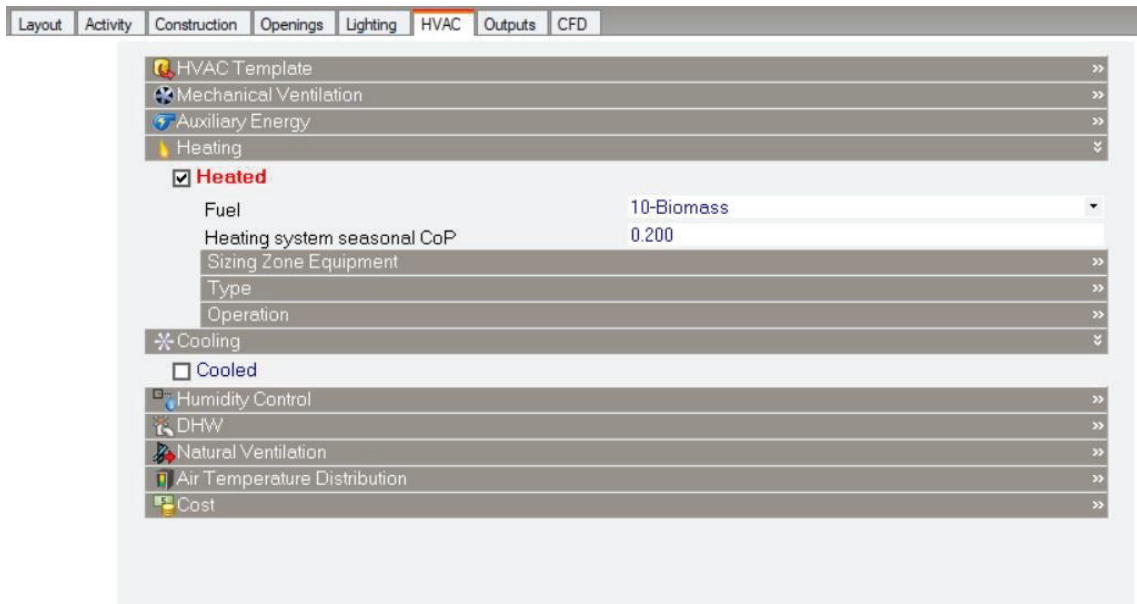 Layout Activity Construction Openings Lighting HVAC Outputs CFD
HVAC Template
Mechanical Ventilation
Auxiliary Energy
Heating
Heated
Fuel 10-Biomass
Heating system seasonal CoP 0.200
Sizing Zone Equipment
Type
Operation
Cooling
Cooled
Humidity Control
DHW
Natural Ventilation
Air Temperature Distribution
Cost